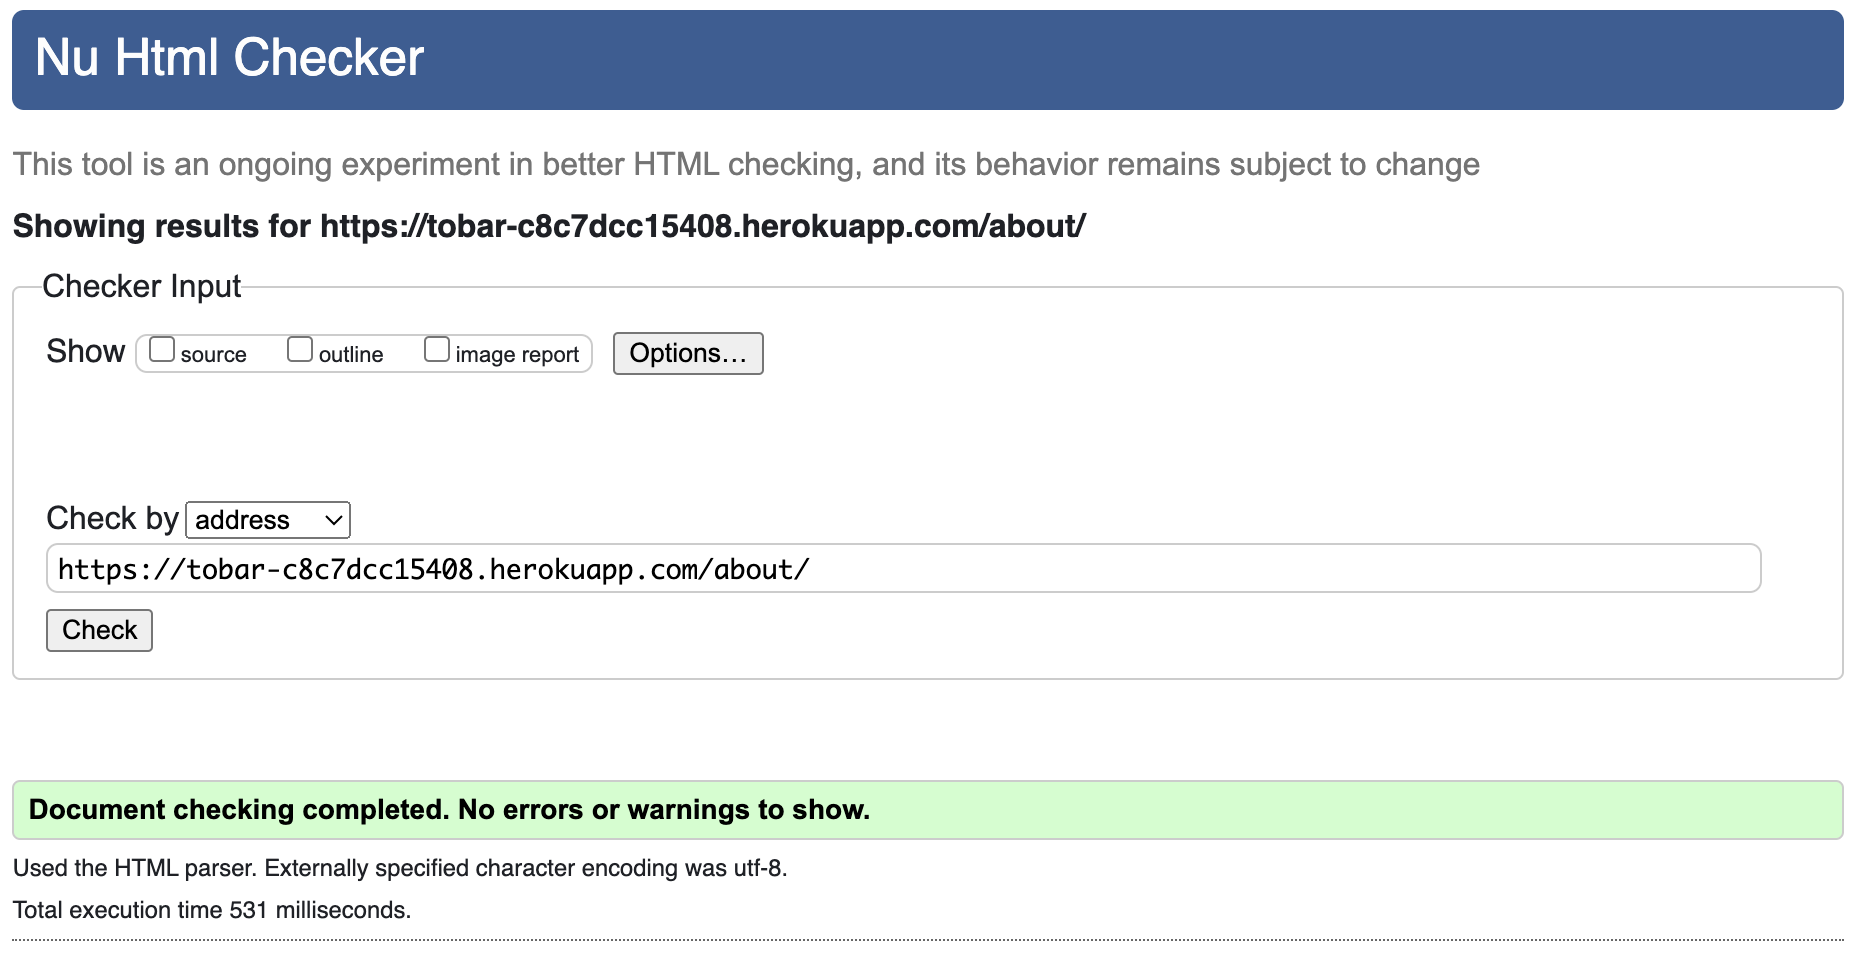 Nu Html Checker
This tool is an ongoing experiment in better HTML checking, and its behavior remains subject to change
Showing results for https://tobar-c8c7dcc15408.herokuapp.com/about/
Checker Input
Show source outline image report Options…
Check by address
https://tobar-c8c7dcc15408.herokuapp.com/about/
Check
Document checking completed. No errors or warnings to show.
Used the HTML parser. Externally specified character encoding was utf-8.
Total execution time 531 milliseconds.